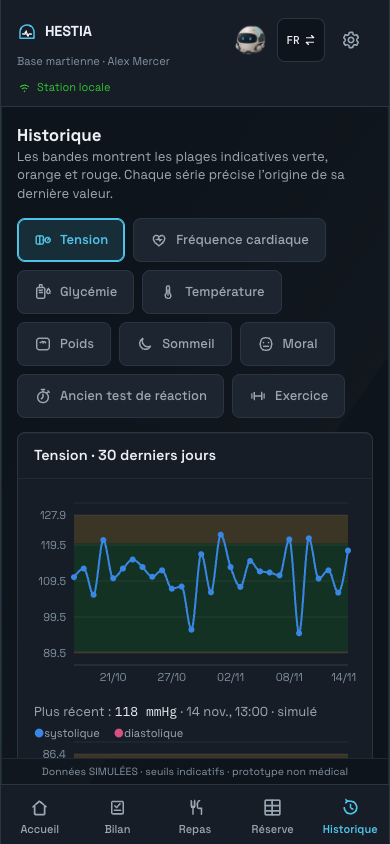 HESTIA
FR
Base martienne · Alex Mercer
Station locale
Historique
Les bandes montrent les plages indicatives verte,
orange et rouge. Chaque série précise l'origine de sa
dernière valeur.
Tension
Fréquence cardiaque
Glycémie
Température
Poids
Sommeil
Moral
Ancien test de réaction
Exercice
Tension · 30 derniers jours
127.9
119.5
109.5
99.5
89.5
21/10 27/10 02/11 08/11 14/11
Plus récent : 118 mmHg · 14 nov., 13:00 · simulé
systolique diastolique
86.4
Données SIMULÉES · seuils indicatifs · prototype non médical
Accueil Bilan Repas Réserve Historique